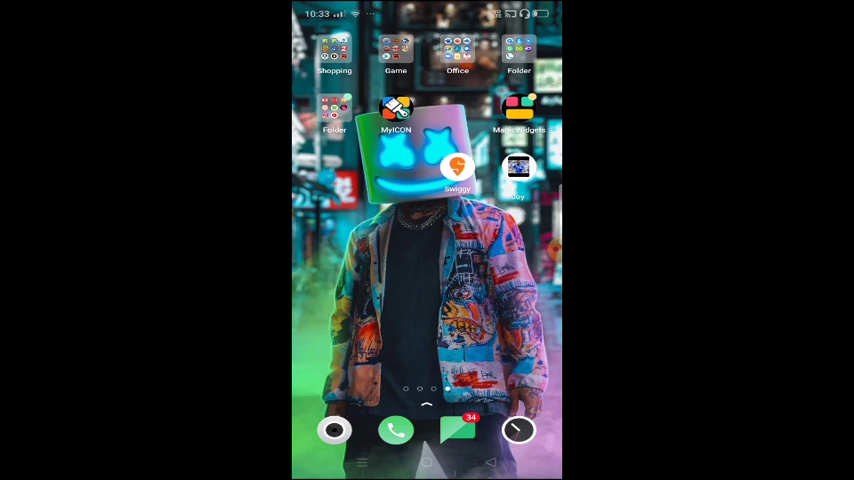 10:33
Shopping Game Office Folder
Folder MyICON MagicWidgets
Swiggy Joy
34